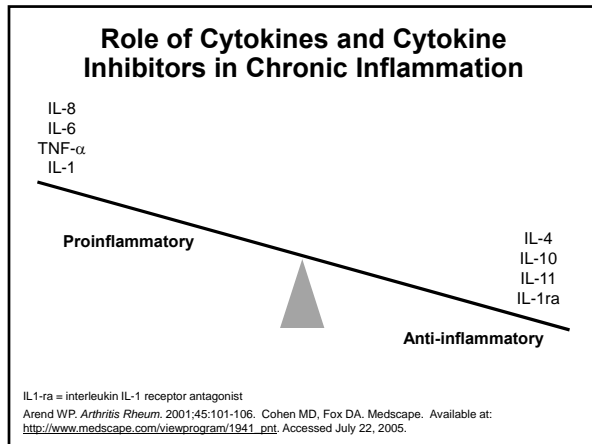 Role of Cytokines and Cytokine
Inhibitors in Chronic Inflammation
IL-8
IL-6
TNF-α
IL-1
Proinflammatory
IL-4
IL-10
IL-11
IL-1ra
Anti-inflammatory
IL1-ra = interleukin IL-1 receptor antagonist
Arend WP. Arthritis Rheum. 2001;45:101-106. Cohen MD, Fox DA. Medscape. Available at:
http://www.medscape.com/viewprogram/1941_pnt. Accessed July 22, 2005.